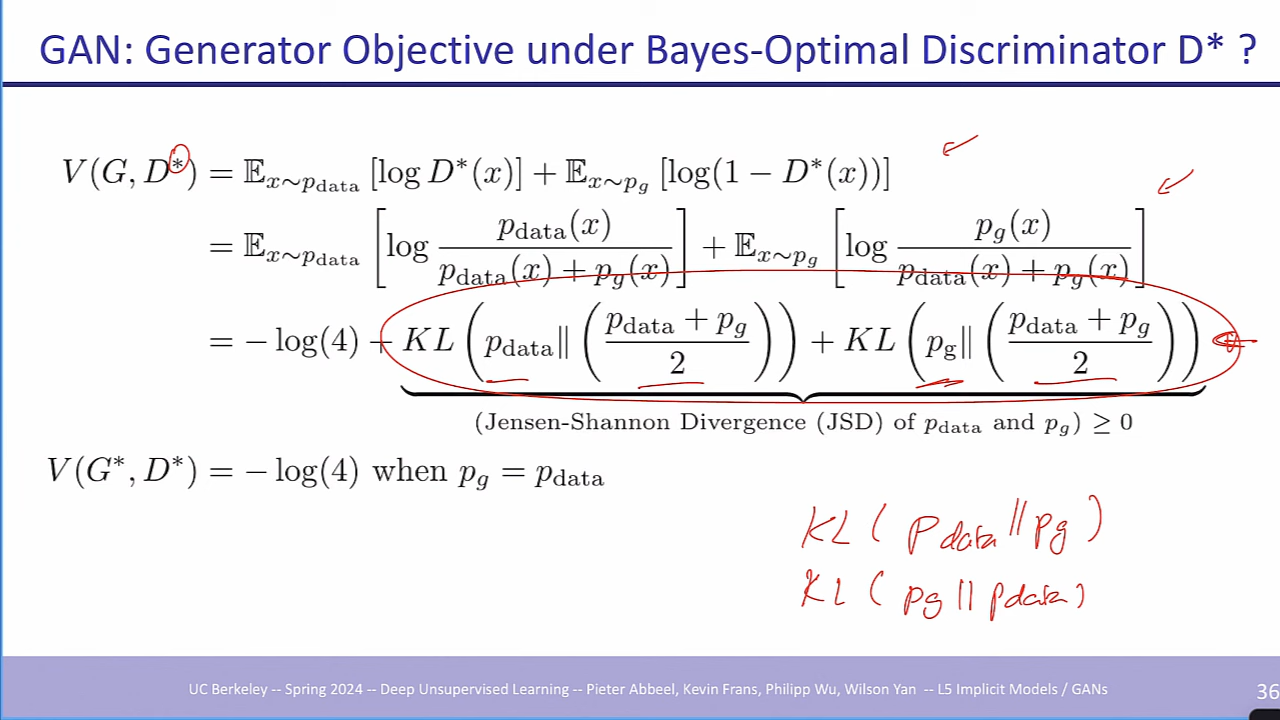 GAN: Generator Objective under Bayes-Optimal Discriminator D* ?
V(G, D*) = 𝔼_{x∼p_data} [log D*(x)] + 𝔼_{x∼p_g} [log(1 − D*(x))]
= 𝔼_{x∼p_data} [log p_data(x) / (p_data(x) + p_g(x))] + 𝔼_{x∼p_g} [log p_g(x) / (p_data(x) + p_g(x))]
= − log(4) + KL (p_data ‖ ((p_data + p_g) / 2)) + KL (p_g ‖ ((p_data + p_g) / 2))
(Jensen-Shannon Divergence (JSD) of p_data and p_g) ≥ 0
V(G*, D*) = − log(4) when p_g = p_data
KL ( p data || pg )
KL ( pg || pdata )
UC Berkeley -- Spring 2024 -- Deep Unsupervised Learning -- Pieter Abbeel, Kevin Frans, Philipp Wu, Wilson Yan -- L5 Implicit Models / GANs
36